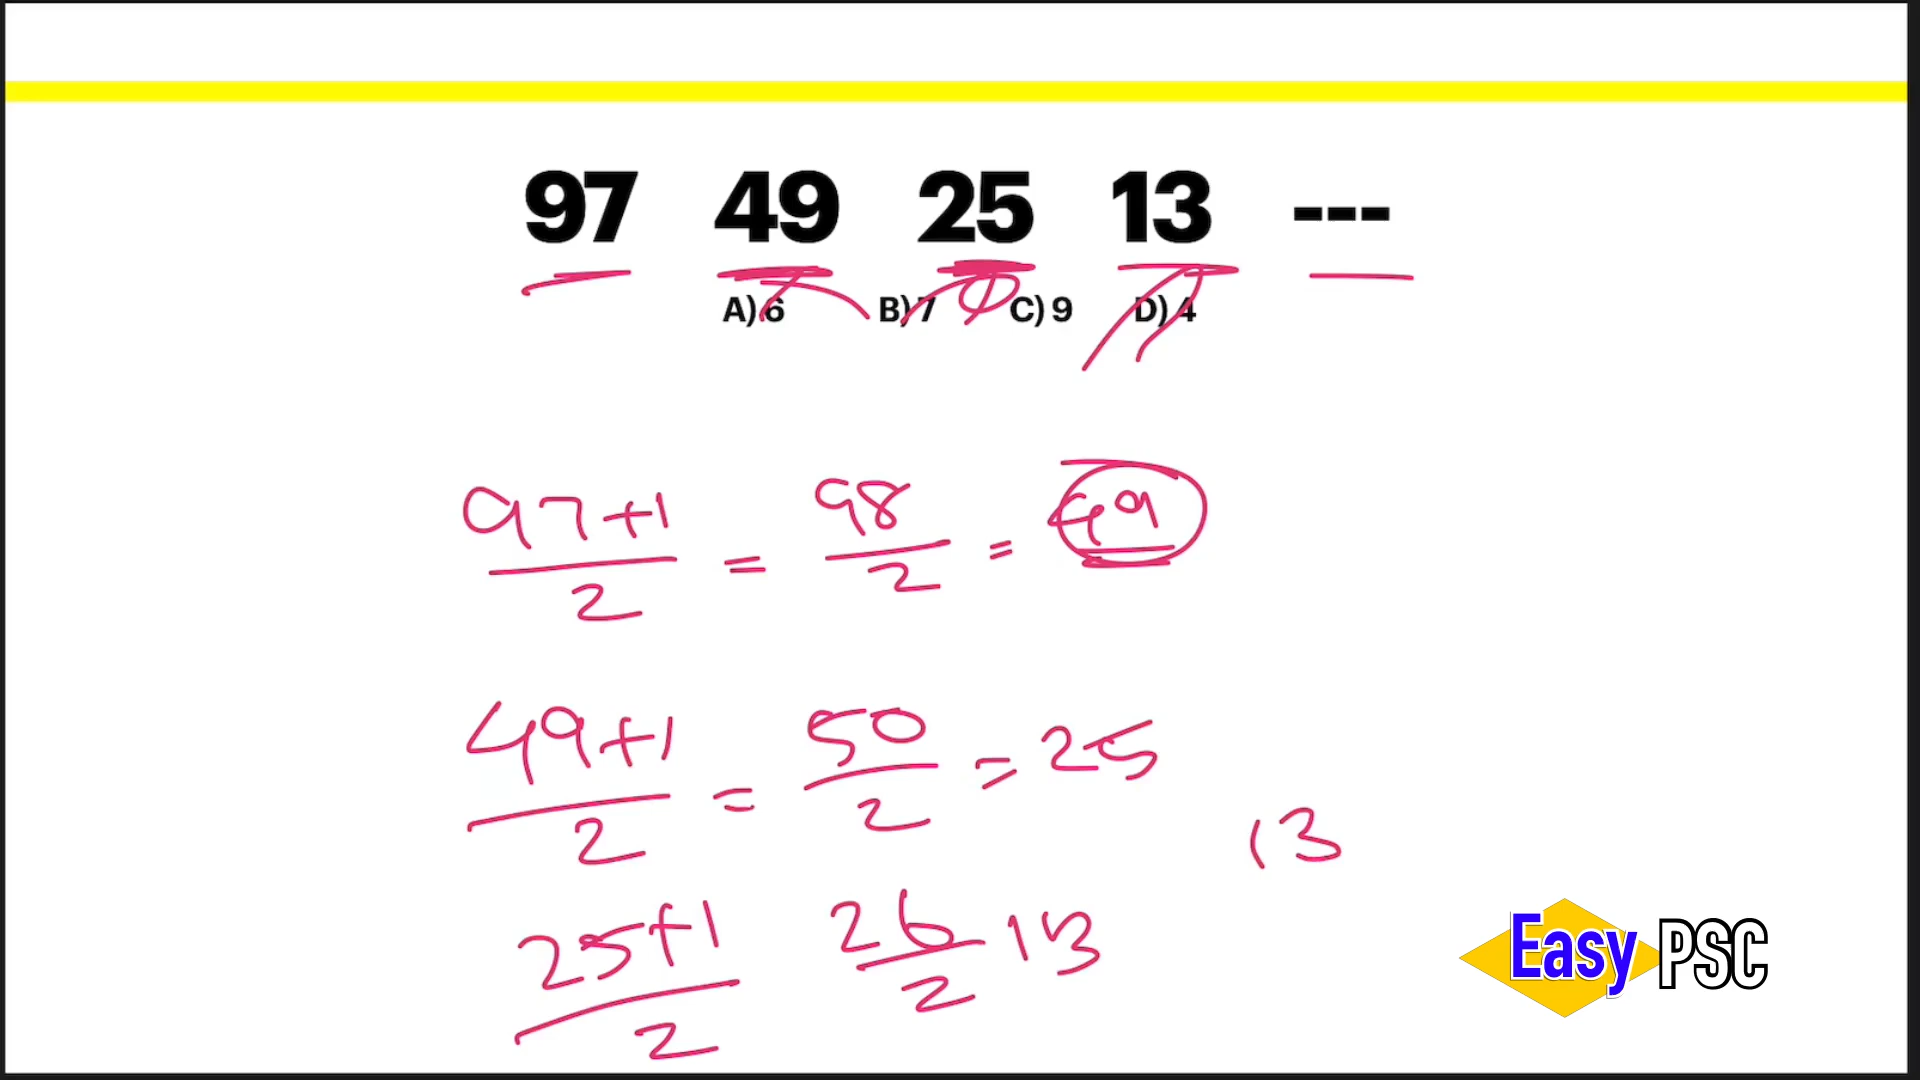 97 49 25 13 ---
A) 6 B) 7 C) 9 D) 4
97+1/2 = 98/2 = 49
49+1/2 = 50/2 = 25
13
25+1/2 26/2 13
Easy PSC